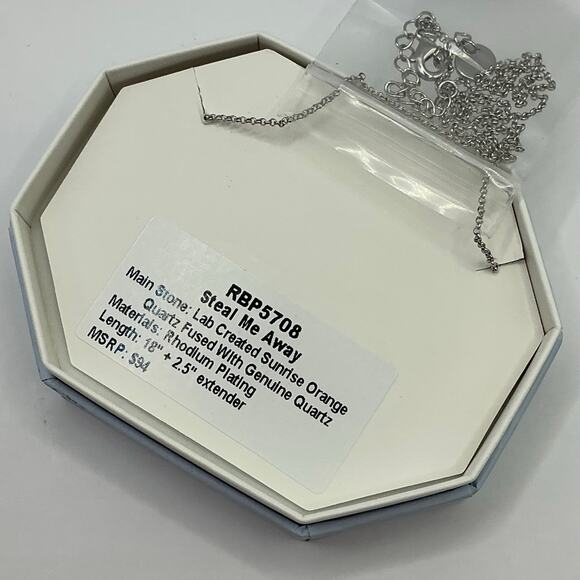 RBP5708
Steal Me Away
Main Stone: Lab Created Sunrise Orange
Quartz Fused With Genuine Quartz
Materials: Rhodium Plating
Length: 18" + 2.5" extender
MSRP: $94